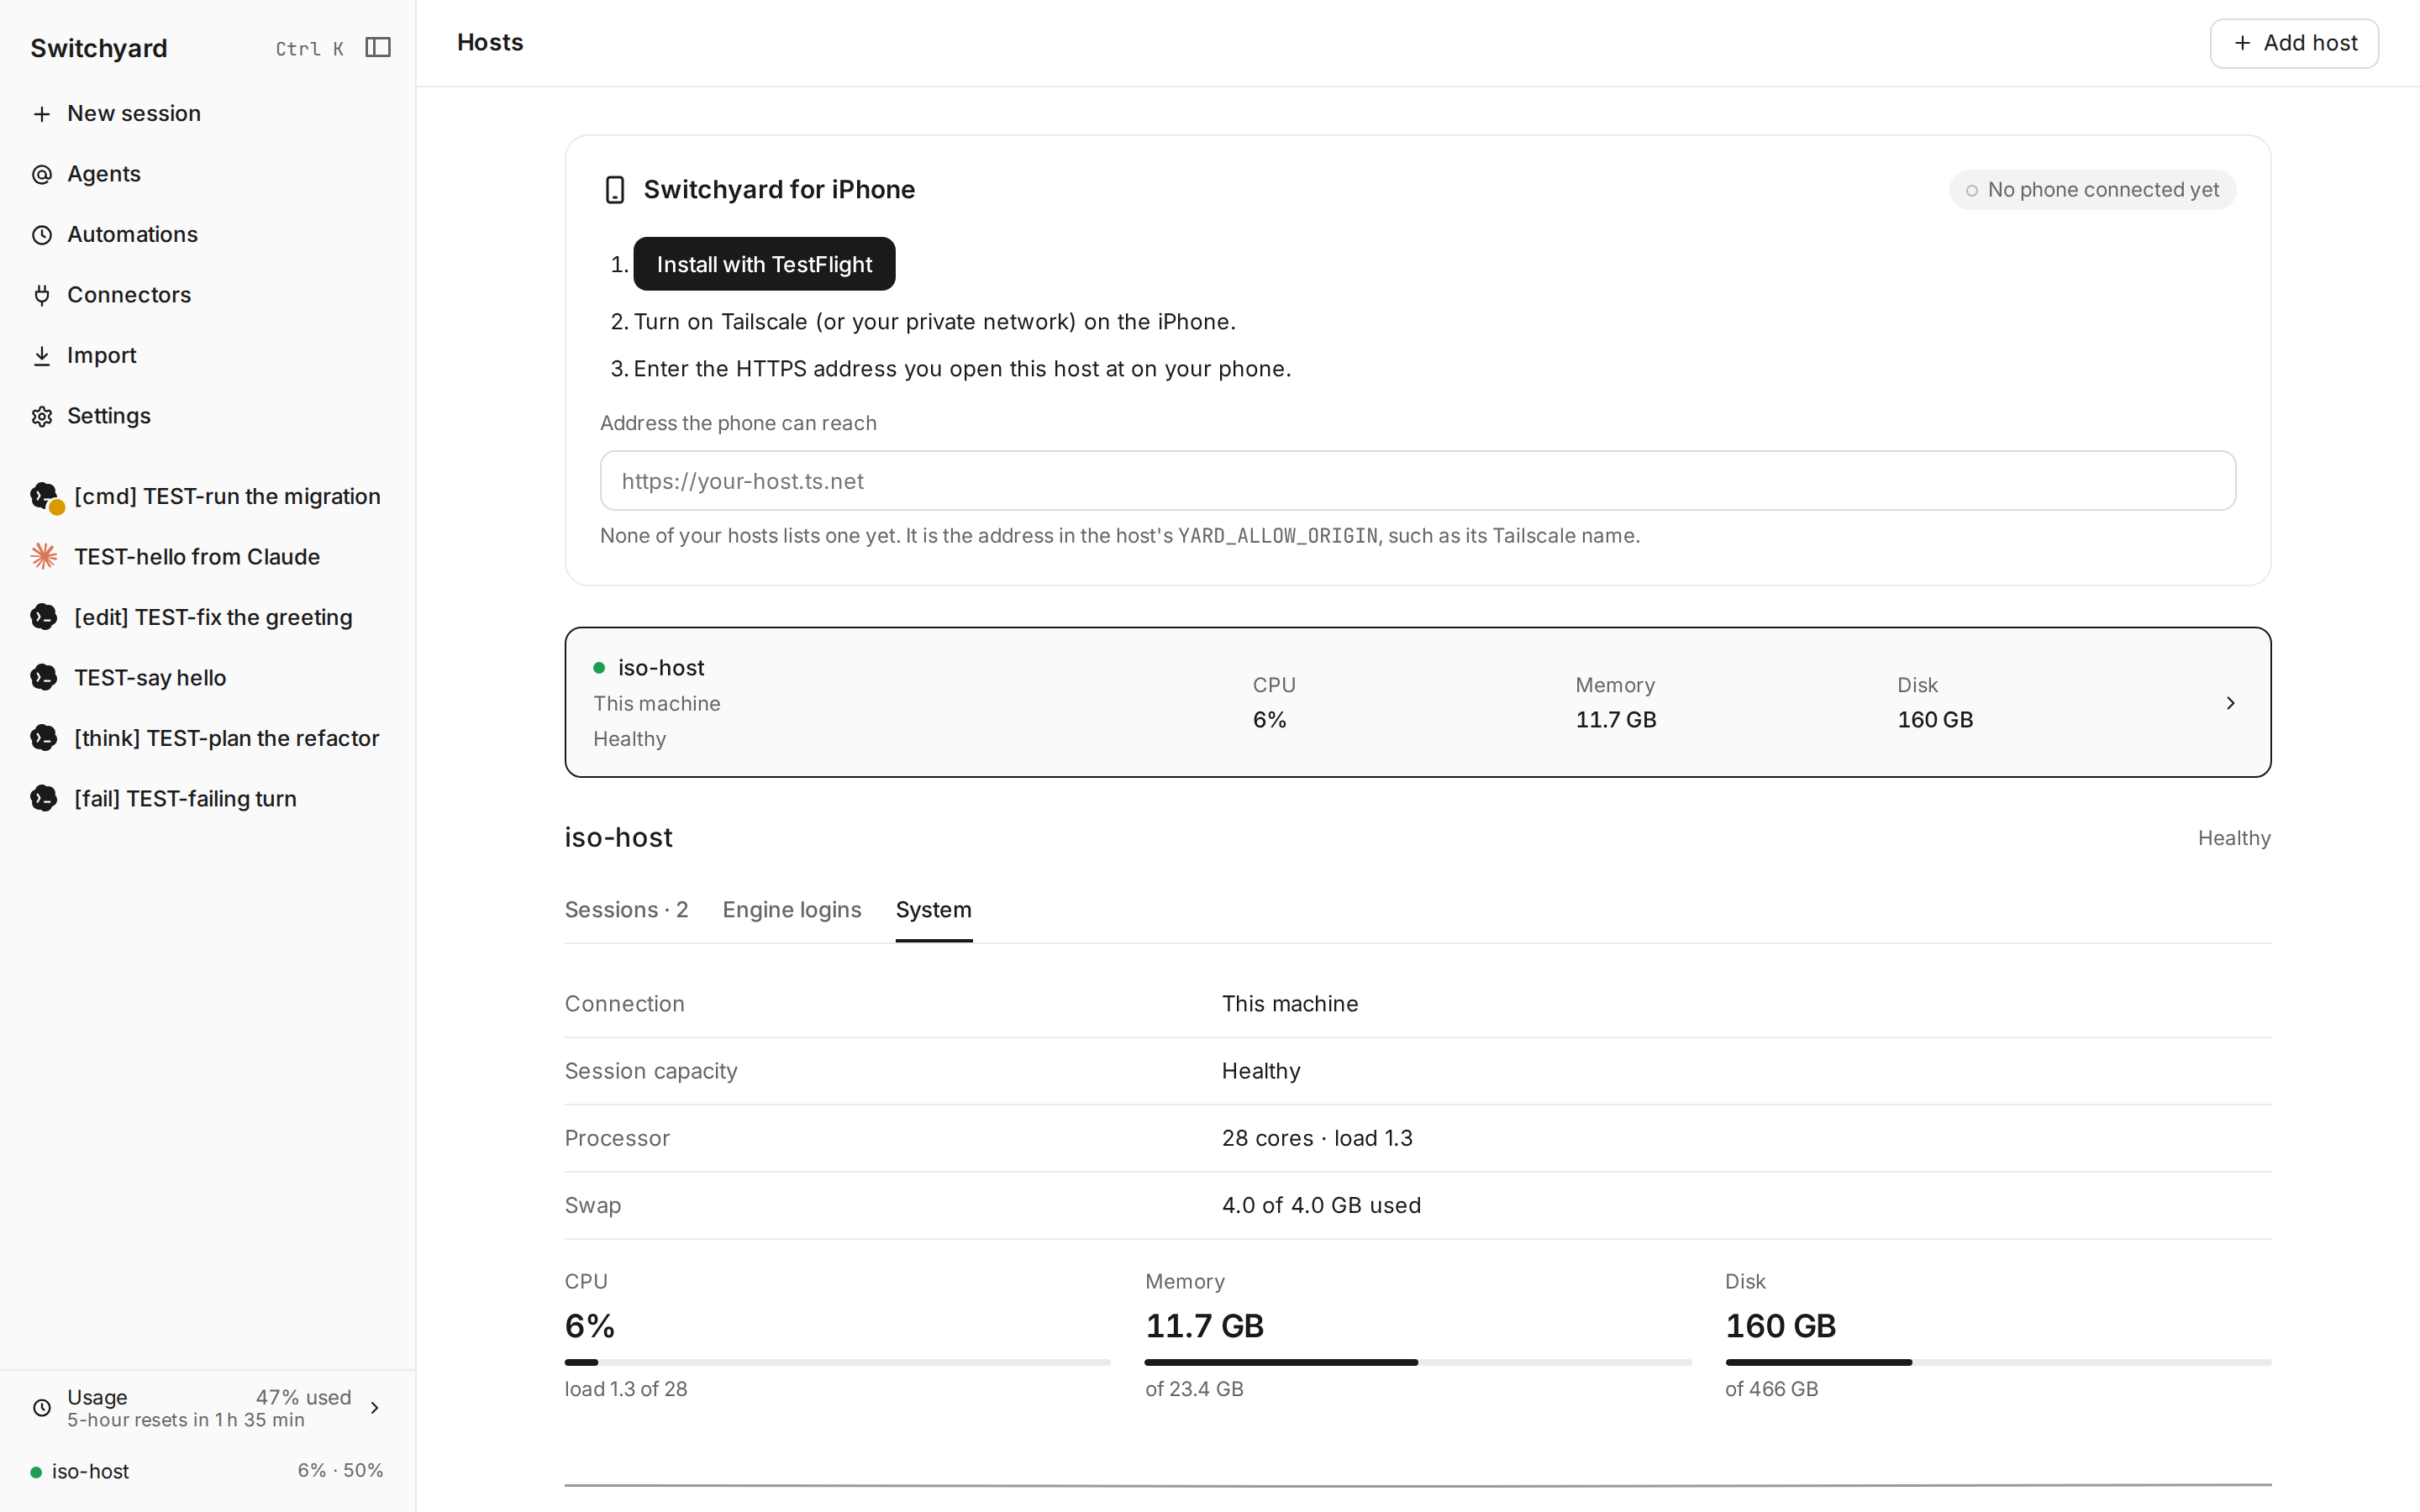 Switchyard
Ctrl K
New session
Agents
Automations
Connectors
Import
Settings
[cmd] TEST-run the migration
TEST-hello from Claude
[edit] TEST-fix the greeting
TEST-say hello
[think] TEST-plan the refactor
[fail] TEST-failing turn
Usage
47% used
5-hour resets in 1 h 35 min
iso-host
6% · 50%
Hosts
Add host
Switchyard for iPhone
No phone connected yet
1. Install with TestFlight
2. Turn on Tailscale (or your private network) on the iPhone.
3. Enter the HTTPS address you open this host at on your phone.
Address the phone can reach
https://your-host.ts.net
None of your hosts lists one yet. It is the address in the host's YARD_ALLOW_ORIGIN, such as its Tailscale name.
iso-host
This machine
Healthy
CPU
6%
Memory
11.7 GB
Disk
160 GB
iso-host
Healthy
Sessions · 2
Engine logins
System
Connection
This machine
Session capacity
Healthy
Processor
28 cores · load 1.3
Swap
4.0 of 4.0 GB used
CPU
6%
load 1.3 of 28
Memory
11.7 GB
of 23.4 GB
Disk
160 GB
of 466 GB